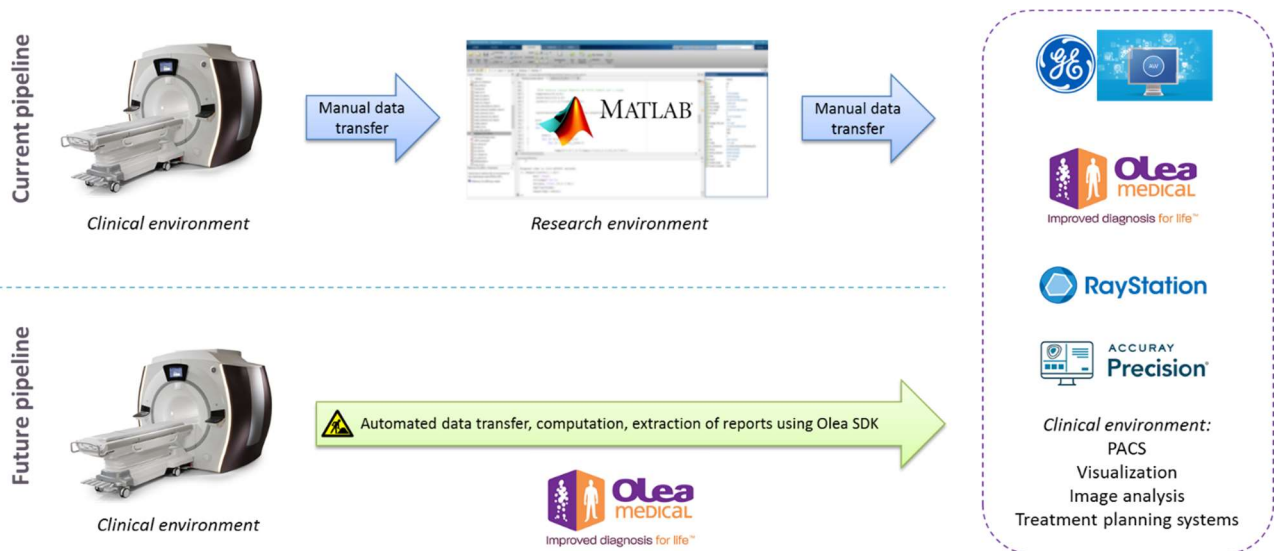 Current pipeline
Manual data
transfer
MATLAB
Manual data
transfer
Clinical environment
Research environment
GE
AW
Olea
MEDICAL
Improved diagnosis for life™
RayStation
ACCURAY
Precision®
Clinical environment:
PACS
Visualization
Image analysis
Treatment planning systems
Future pipeline
Automated data transfer, computation, extraction of reports using Olea SDK
Clinical environment
Olea
MEDICAL
Improved diagnosis for life™